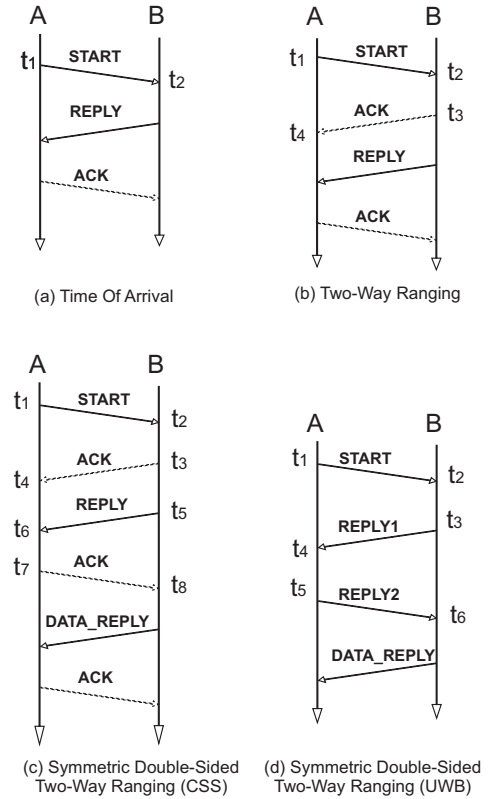 A B
t1 START
t2
REPLY
ACK
(a) Time Of Arrival
A B
t1 START
t2
ACK t3
t4
REPLY
ACK
(b) Two-Way Ranging
A B
t1 START
t2
ACK t3
t4
REPLY t5
t6
t7 ACK
t8
DATA_REPLY
ACK
(c) Symmetric Double-Sided
Two-Way Ranging (CSS)
A B
t1 START
t2
REPLY1 t3
t4
t5 REPLY2
t6
DATA_REPLY
(d) Symmetric Double-Sided
Two-Way Ranging (UWB)